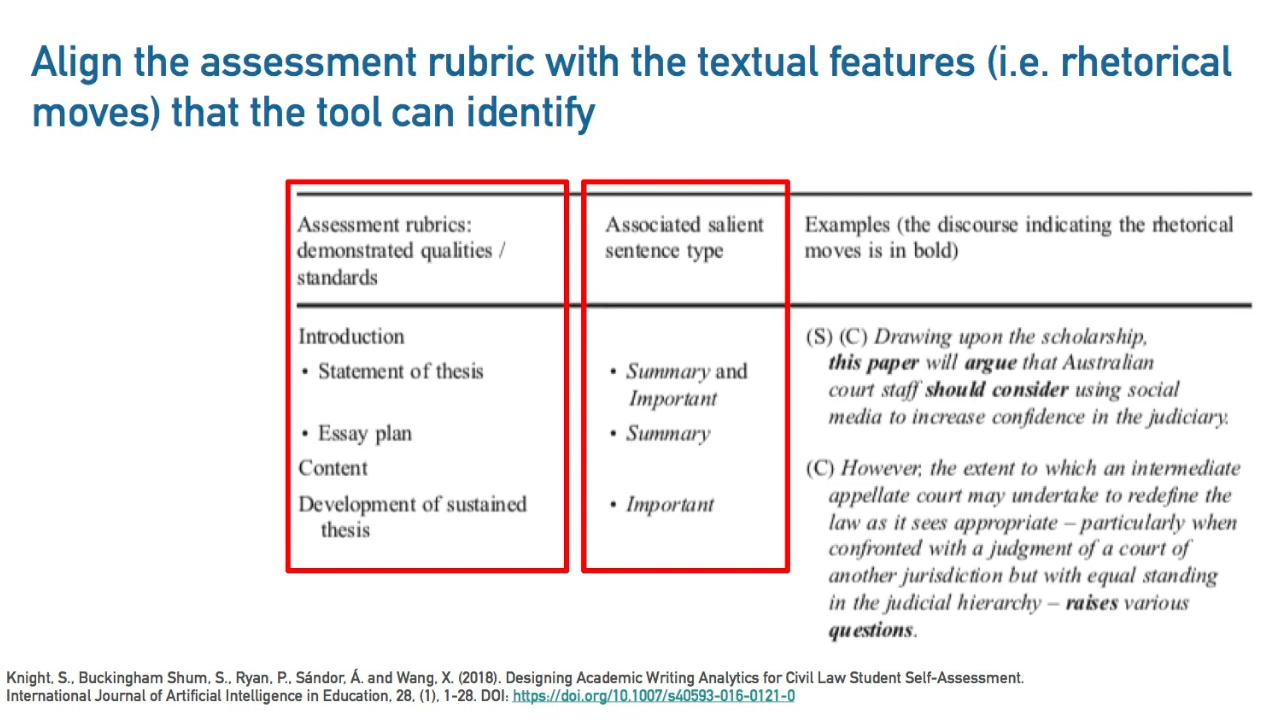 Align the assessment rubric with the textual features (i.e. rhetorical
moves) that the tool can identify
Assessment rubrics:
demonstrated qualities /
standards
Associated salient
sentence type
Examples (the discourse indicating the rhetorical
moves is in bold)
Introduction
• Statement of thesis
• Summary and
Important
• Essay plan
• Summary
Content
Development of sustained
thesis
• Important
(S) (C) Drawing upon the scholarship,
this paper will argue that Australian
court staff should consider using social
media to increase confidence in the judiciary.
(C) However, the extent to which an intermediate
appellate court may undertake to redefine the
law as it sees appropriate – particularly when
confronted with a judgment of a court of
another jurisdiction but with equal standing
in the judicial hierarchy – raises various
questions.
Knight, S., Buckingham Shum, S., Ryan, P., Sándor, Á. and Wang, X. (2018). Designing Academic Writing Analytics for Civil Law Student Self-Assessment.
International Journal of Artificial Intelligence in Education, 28, (1), 1-28. DOI: https://doi.org/10.1007/s40593-016-0121-0